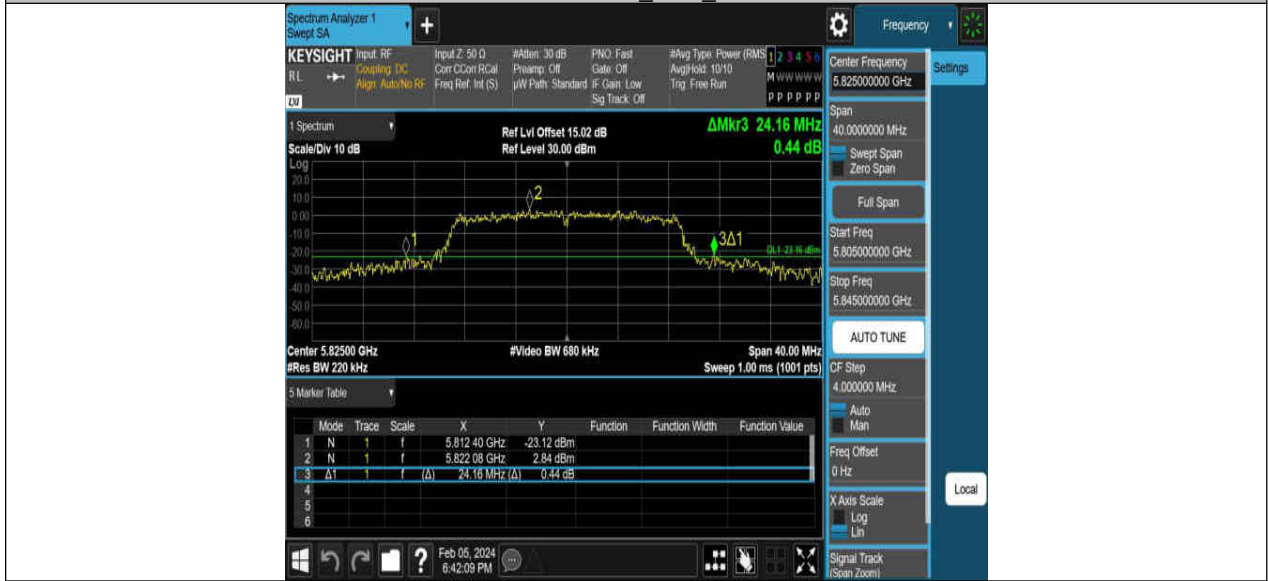 Spectrum Analyzer 1
Swept SA
+
Frequency
KEYSIGHT
RL
LXI
Input: RF
Coupling: DC
Align: Auto/No RF
Input Z: 50 Ω
Corr CCorr RCal
Freq Ref: Int (S)
#Atten: 30 dB
Preamp: Off
µW Path: Standard
PNO: Fast
Gate: Off
IF Gain: Low
Sig Track: Off
#Avg Type: Power (RMS
Avg|Hold: 10/10
Trig: Free Run
1 2 3 4 5 6
M W W W W W
P P P P P P
1 Spectrum
Scale/Div 10 dB
Ref Lvl Offset 15.02 dB
Ref Level 30.00 dBm
ΔMkr3 24.16 MHz
0.44 dB
Log
20.0
10.0
0.00
-10.0
-20.0
-30.0
-40.0
-50.0
-60.0
1
2
3Δ1
DL1 -23.16 dBm
Center 5.82500 GHz
#Video BW 680 kHz
Span 40.00 MHz
#Res BW 220 kHz
Sweep 1.00 ms (1001 pts)
5 Marker Table
Mode Trace Scale X Y Function Function Width Function Value
1 N 1 f 5.812 40 GHz -23.12 dBm
2 N 1 f 5.822 08 GHz 2.84 dBm
3 Δ1 1 f (Δ) 24.16 MHz (Δ) 0.44 dB
4
5
6
?
Feb 05, 2024
6:42:09 PM
Center Frequency
5.825000000 GHz
Span
40.0000000 MHz
Swept Span
Zero Span
Full Span
Start Freq
5.805000000 GHz
Stop Freq
5.845000000 GHz
AUTO TUNE
CF Step
4.000000 MHz
Auto
Man
Freq Offset
0 Hz
X Axis Scale
Log
Lin
Signal Track
(Span Zoom)
Settings
Local